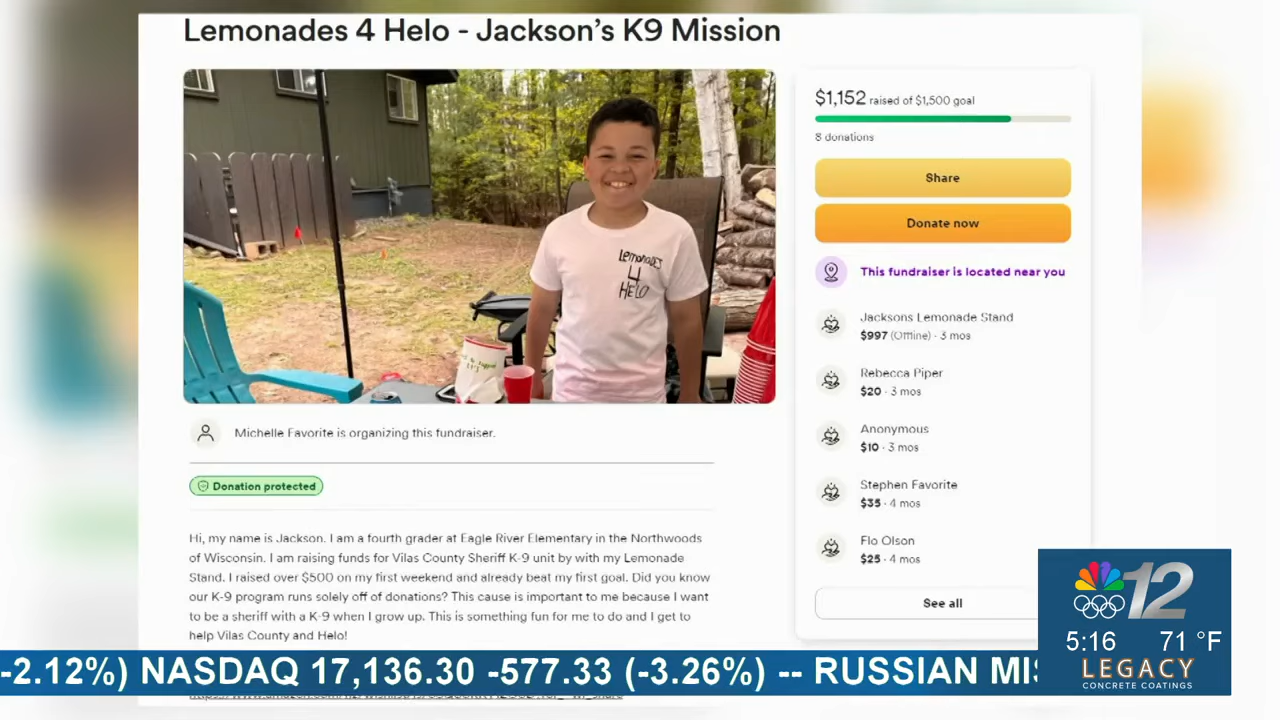 Lemonades 4 Helo - Jackson's K9 Mission
Lemonades
4
HELO
$1,152 raised of $1,500 goal
8 donations
Share
Donate now
This fundraiser is located near you
Jacksons Lemonade Stand
$997 (Offline) · 3 mos
Rebecca Piper
$20 · 3 mos
Anonymous
$10 · 3 mos
Stephen Favorite
$35 · 4 mos
Flo Olson
$25 · 4 mos
See all
Michelle Favorite is organizing this fundraiser.
Donation protected
Hi, my name is Jackson. I am a fourth grader at Eagle River Elementary in the Northwoods
of Wisconsin. I am raising funds for Vilas County Sheriff K-9 unit by with my Lemonade
Stand. I raised over $500 on my first weekend and already beat my first goal. Did you know
our K-9 program runs solely off of donations? This cause is important to me because I want
to be a sheriff with a K-9 when I grow up. This is something fun for me to do and I get to
help Vilas County and Helo!
12
5:16 71 °F
LEGACY
CONCRETE COATINGS
-2.12%) NASDAQ 17,136.30 -577.33 (-3.26%) -- RUSSIAN MIS